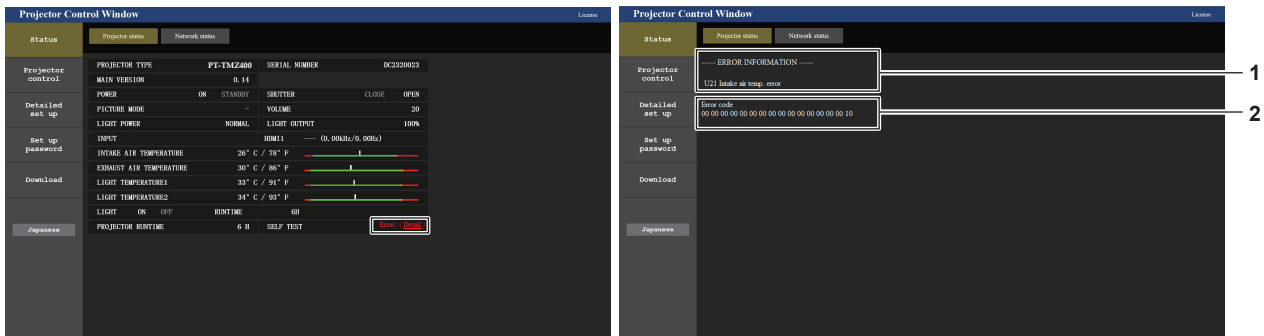 Projector Control Window License
Status
Projector status Network status
Projector control
Detailed set up
Set up password
Download
Japanese
PROJECTOR TYPE PT-TMZ400 SERIAL NUMBER DC2320023
MAIN VERSION 0.14
POWER ON STANDBY SHUTTER CLOSE OPEN
PICTURE MODE - VOLUME 20
LIGHT POWER NORMAL LIGHT OUTPUT 100%
INPUT HDMI1 --- (0.00kHz/0.00Hz)
INTAKE AIR TEMPERATURE 26° C / 78° F
EXHAUST AIR TEMPERATURE 30° C / 86° F
LIGHT TEMPERATURE1 33° C / 91° F
LIGHT TEMPERATURE2 34° C / 93° F
LIGHT ON OFF RUNTIME 6H
PROJECTOR RUNTIME 6 H SELF TEST Error (Detail)
Projector Control Window License
Status
Projector status Network status
Projector control
Detailed set up
Set up password
Download
Japanese
----- ERROR INFORMATION -----
U21 Intake air temp. error
Error code
00 00 00 00 00 00 00 00 00 00 00 00 00 00 00 10
1
2